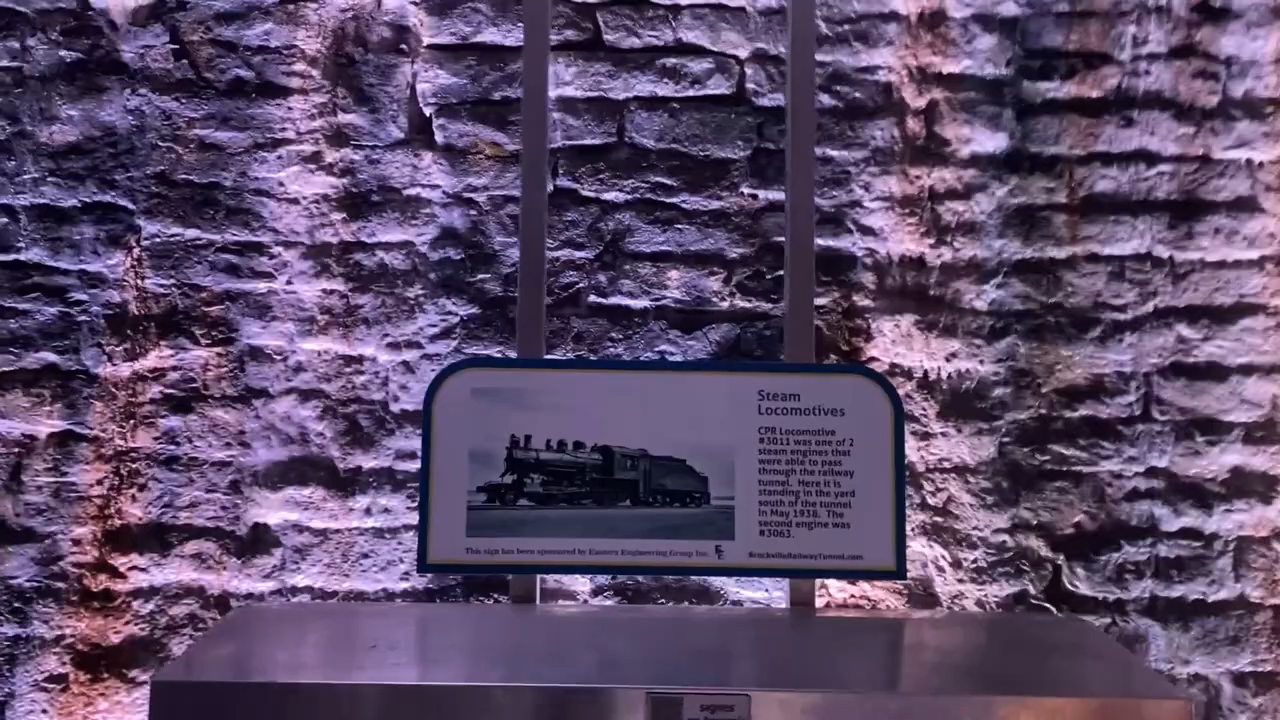 Steam
Locomotives
CPR Locomotive
#3011 was one of 2
steam engines that
were able to pass
through the railway
tunnel. Here it is
standing in the yard
south of the tunnel
in May 1938. The
second engine was
#3063.
This sign has been sponsored by Eastern Engineering Group Inc.
BrockvilleRailwayTunnel.com